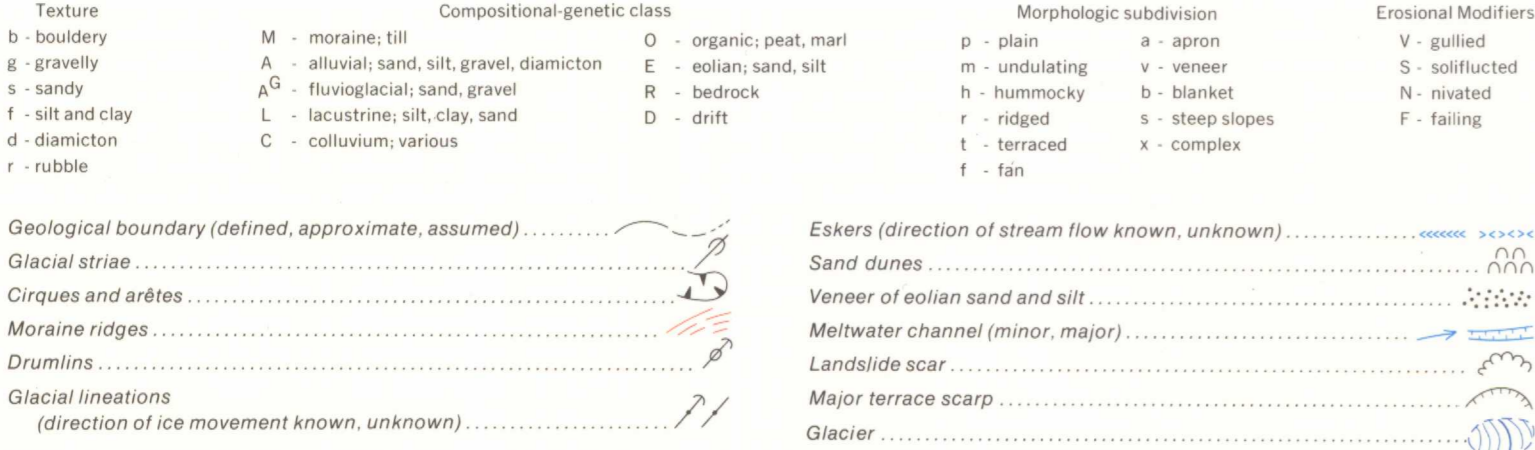 Texture
b - bouldery
g - gravelly
s - sandy
f - silt and clay
d - diamicton
r - rubble
Compositional-genetic class
M - moraine; till
A - alluvial; sand, silt, gravel, diamicton
AG - fluvioglacial; sand, gravel
L - lacustrine; silt, clay, sand
C - colluvium; various
O - organic; peat, marl
E - eolian; sand, silt
R - bedrock
D - drift
Morphologic subdivision
p - plain
m - undulating
h - hummocky
r - ridged
t - terraced
f - fan
a - apron
v - veneer
b - blanket
s - steep slopes
x - complex
Erosional Modifiers
V - gullied
S - soliflucted
N - nivated
F - failing
Geological boundary (defined, approximate, assumed)
Glacial striae
Cirques and arêtes
Moraine ridges
Drumlins
Glacial lineations
(direction of ice movement known, unknown)
Eskers (direction of stream flow known, unknown)
Sand dunes
Veneer of eolian sand and silt
Meltwater channel (minor, major)
Landslide scar
Major terrace scarp
Glacier